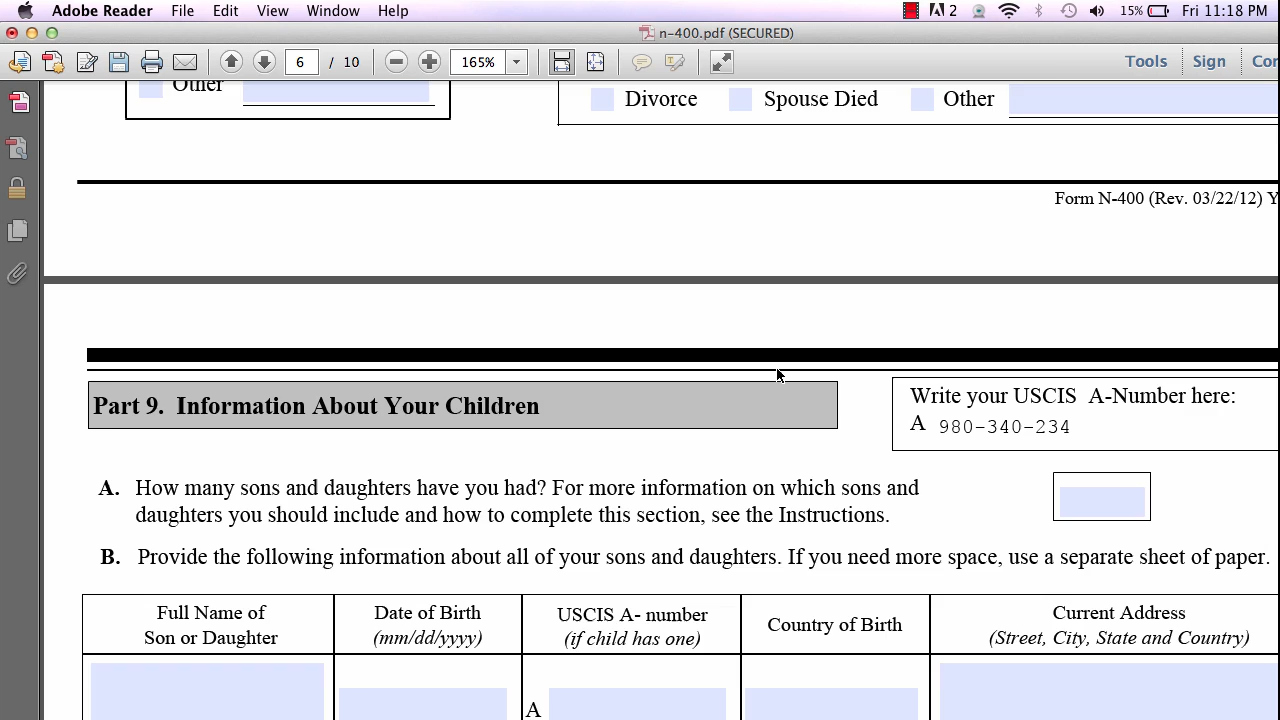 Adobe Reader File Edit View Window Help 2 15% Fri 11:18 PM
n-400.pdf (SECURED)
6 / 10 165% Tools Sign Cor
Other
Divorce Spouse Died Other
Form N-400 (Rev. 03/22/12) Y
Part 9. Information About Your Children
Write your USCIS A-Number here:
A 980-340-234
A. How many sons and daughters have you had? For more information on which sons and
daughters you should include and how to complete this section, see the Instructions.
B. Provide the following information about all of your sons and daughters. If you need more space, use a separate sheet of paper.
Full Name of
Son or Daughter
Date of Birth
(mm/dd/yyyy)
USCIS A- number
(if child has one)
Country of Birth
Current Address
(Street, City, State and Country)
A